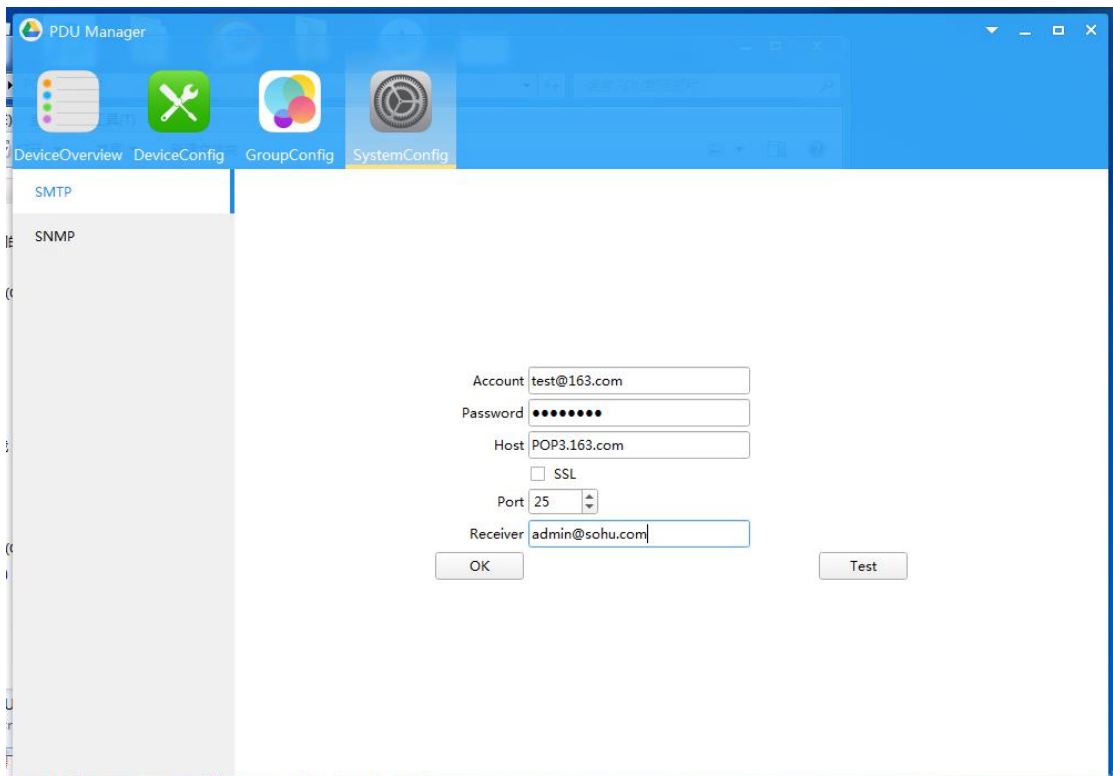 PDU Manager
DeviceOverview DeviceConfig GroupConfig SystemConfig
SMTP
SNMP
Account test@163.com
Password ••••••••
Host POP3.163.com
SSL
Port 25
Receiver admin@sohu.com
OK Test